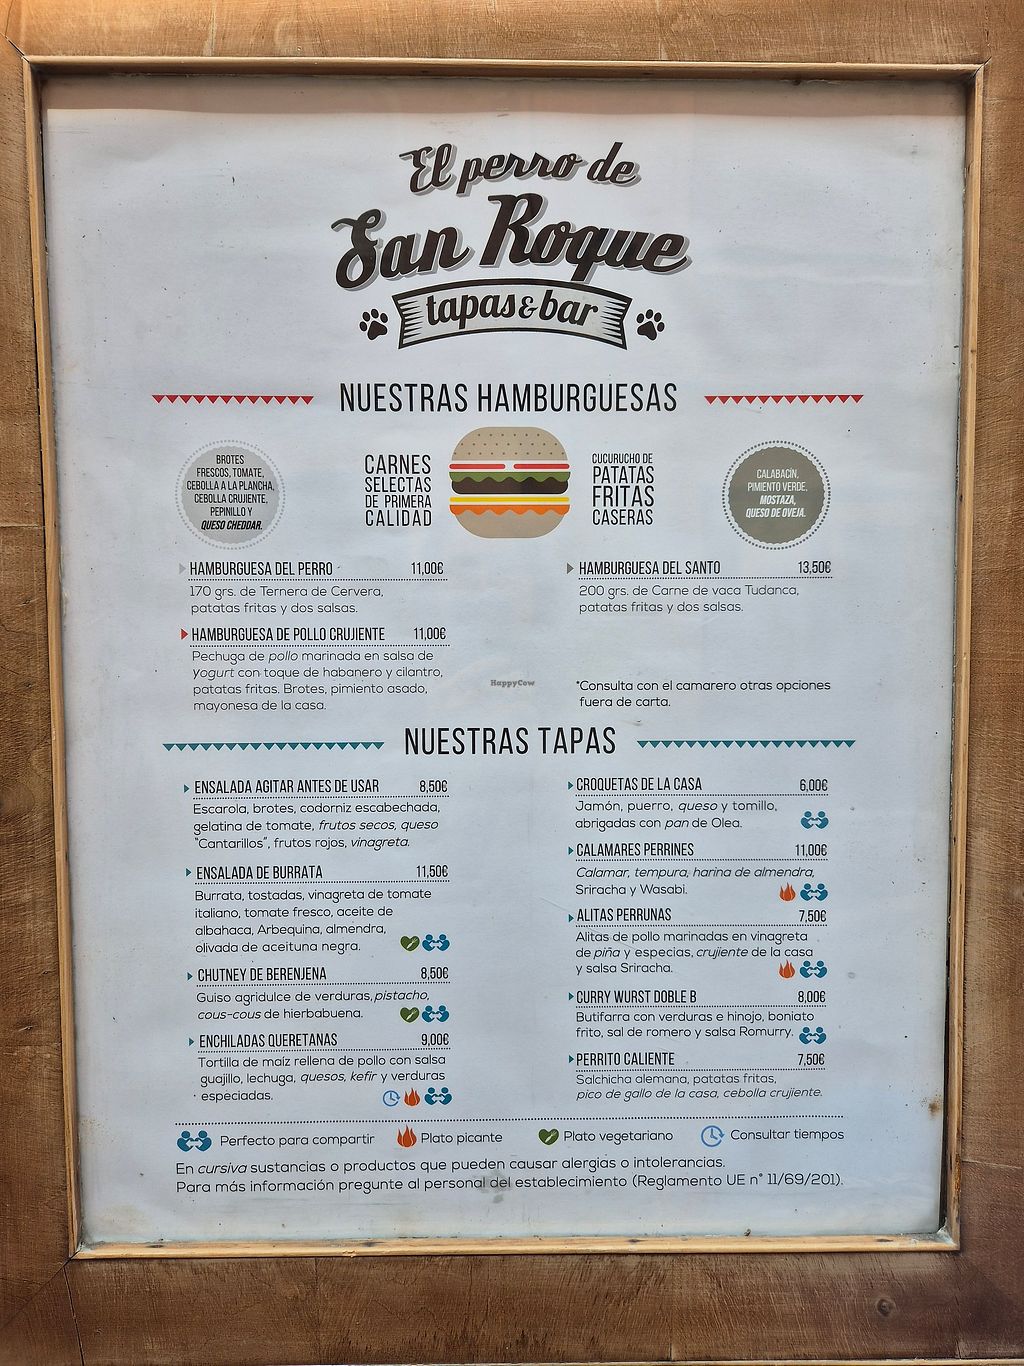 El perro de
San Roque
tapas & bar
NUESTRAS HAMBURGUESAS
BROTES
FRESCOS, TOMATE,
CEBOLLA A LA PLANCHA,
CEBOLLA CRUJIENTE,
PEPINILLO Y
QUESO CHEDDAR.
CARNES
SELECTAS
DE PRIMERA
CALIDAD
CUCURUCHO DE
PATATAS
FRITAS
CASERAS
CALABACÍN,
PIMIENTO VERDE,
MOSTAZA,
QUESO DE OVEJA.
HAMBURGUESA DEL PERRO 11,00€
170 grs. de Ternera de Cervera,
patatas fritas y dos salsas.
HAMBURGUESA DE POLLO CRUJIENTE 11,00€
Pechuga de pollo marinada en salsa de
yogurt con toque de habanero y cilantro,
patatas fritas. Brotes, pimiento asado,
mayonesa de la casa.
HAMBURGUESA DEL SANTO 13,50€
200 grs. de Carne de vaca Tudanca,
patatas fritas y dos salsas.
HappyCow
*Consulta con el camarero otras opciones
fuera de carta.
NUESTRAS TAPAS
ENSALADA AGITAR ANTES DE USAR 8,50€
Escarola, brotes, codorniz escabechada,
gelatina de tomate, frutos secos, queso
"Cantarillos", frutos rojos, vinagreta.
ENSALADA DE BURRATA 11,50€
Burrata, tostadas, vinagreta de tomate
italiano, tomate fresco, aceite de
albahaca, Arbequina, almendra,
olivada de aceituna negra.
CHUTNEY DE BERENJENA 8,50€
Guiso agridulce de verduras, pistacho,
cous-cous de hierbabuena.
ENCHILADAS QUERETANAS 9,00€
Tortilla de maiz rellena de pollo con salsa
guajillo, lechuga, quesos, kefir y verduras
especiadas.
CROQUETAS DE LA CASA 6,00€
Jamón, puerro, queso y tomillo,
abrigadas con pan de Olea.
CALAMARES PERRINES 11,00€
Calamar, tempura, harina de almendra,
Sriracha y Wasabi.
ALITAS PERRUNAS 7,50€
Alitas de pollo marinadas en vinagreta
de piña y especias, crujiente de la casa
y salsa Sriracha.
CURRY WURST DOBLE B 8,00€
Butifarra con verduras e hinojo, boniato
frito, sal de romero y salsa Romurry.
PERRITO CALIENTE 7,50€
Salchicha alemana, patatas fritas,
pico de gallo de la casa, cebolla crujiente.
Perfecto para compartir Plato picante Plato vegetariano Consultar tiempos
En cursiva sustancias o productos que pueden causar alergias o intolerancias.
Para más información pregunte al personal del establecimiento (Reglamento UE n° 11/69/201).